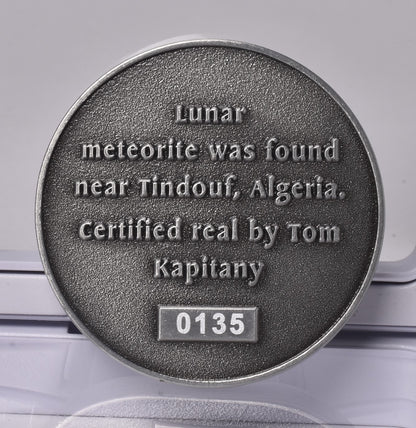 Lunar
meteorite was found
near Tindouf, Algeria.
Certified real by Tom
Kapitany
0135